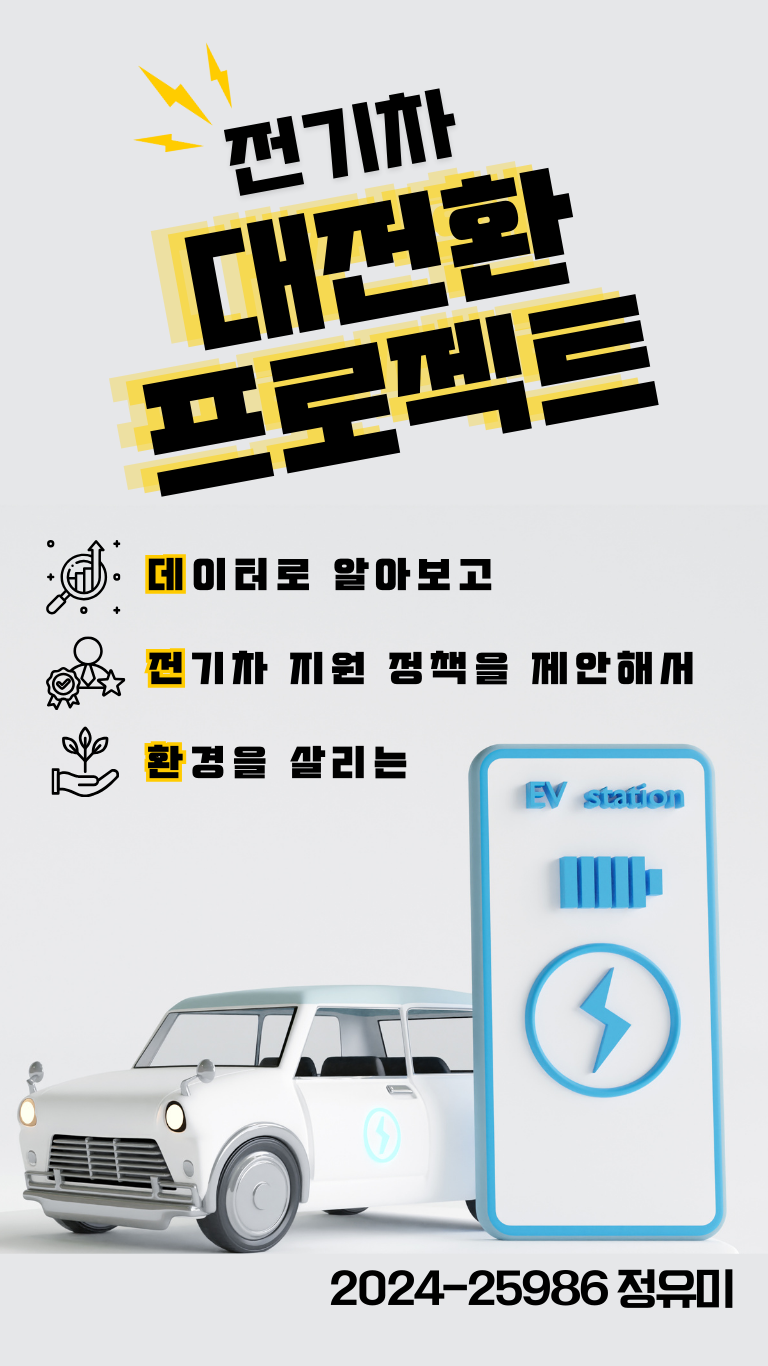 전기차
대전환
프로젝트
데이터로 알아보고
전기차 지원 정책을 제안해서
환경을 살리는
EV station
2024-25986 정유미